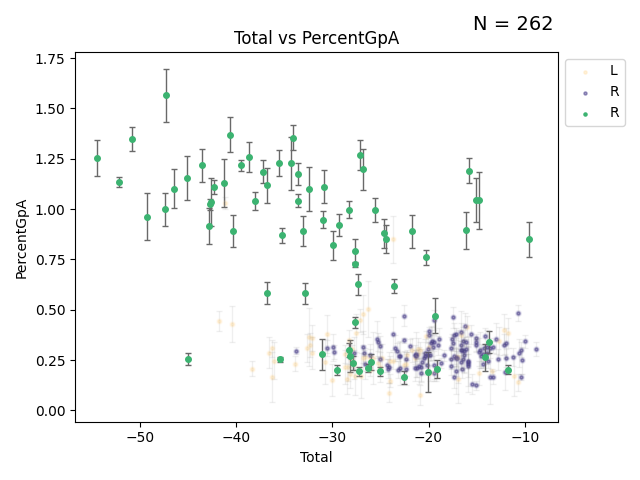 N = 262
Total vs PercentGpA
L
R
R
1.75
1.50
1.25
1.00
0.75
0.50
0.25
0.00
PercentGpA
−50
−40
−30
−20
−10
Total